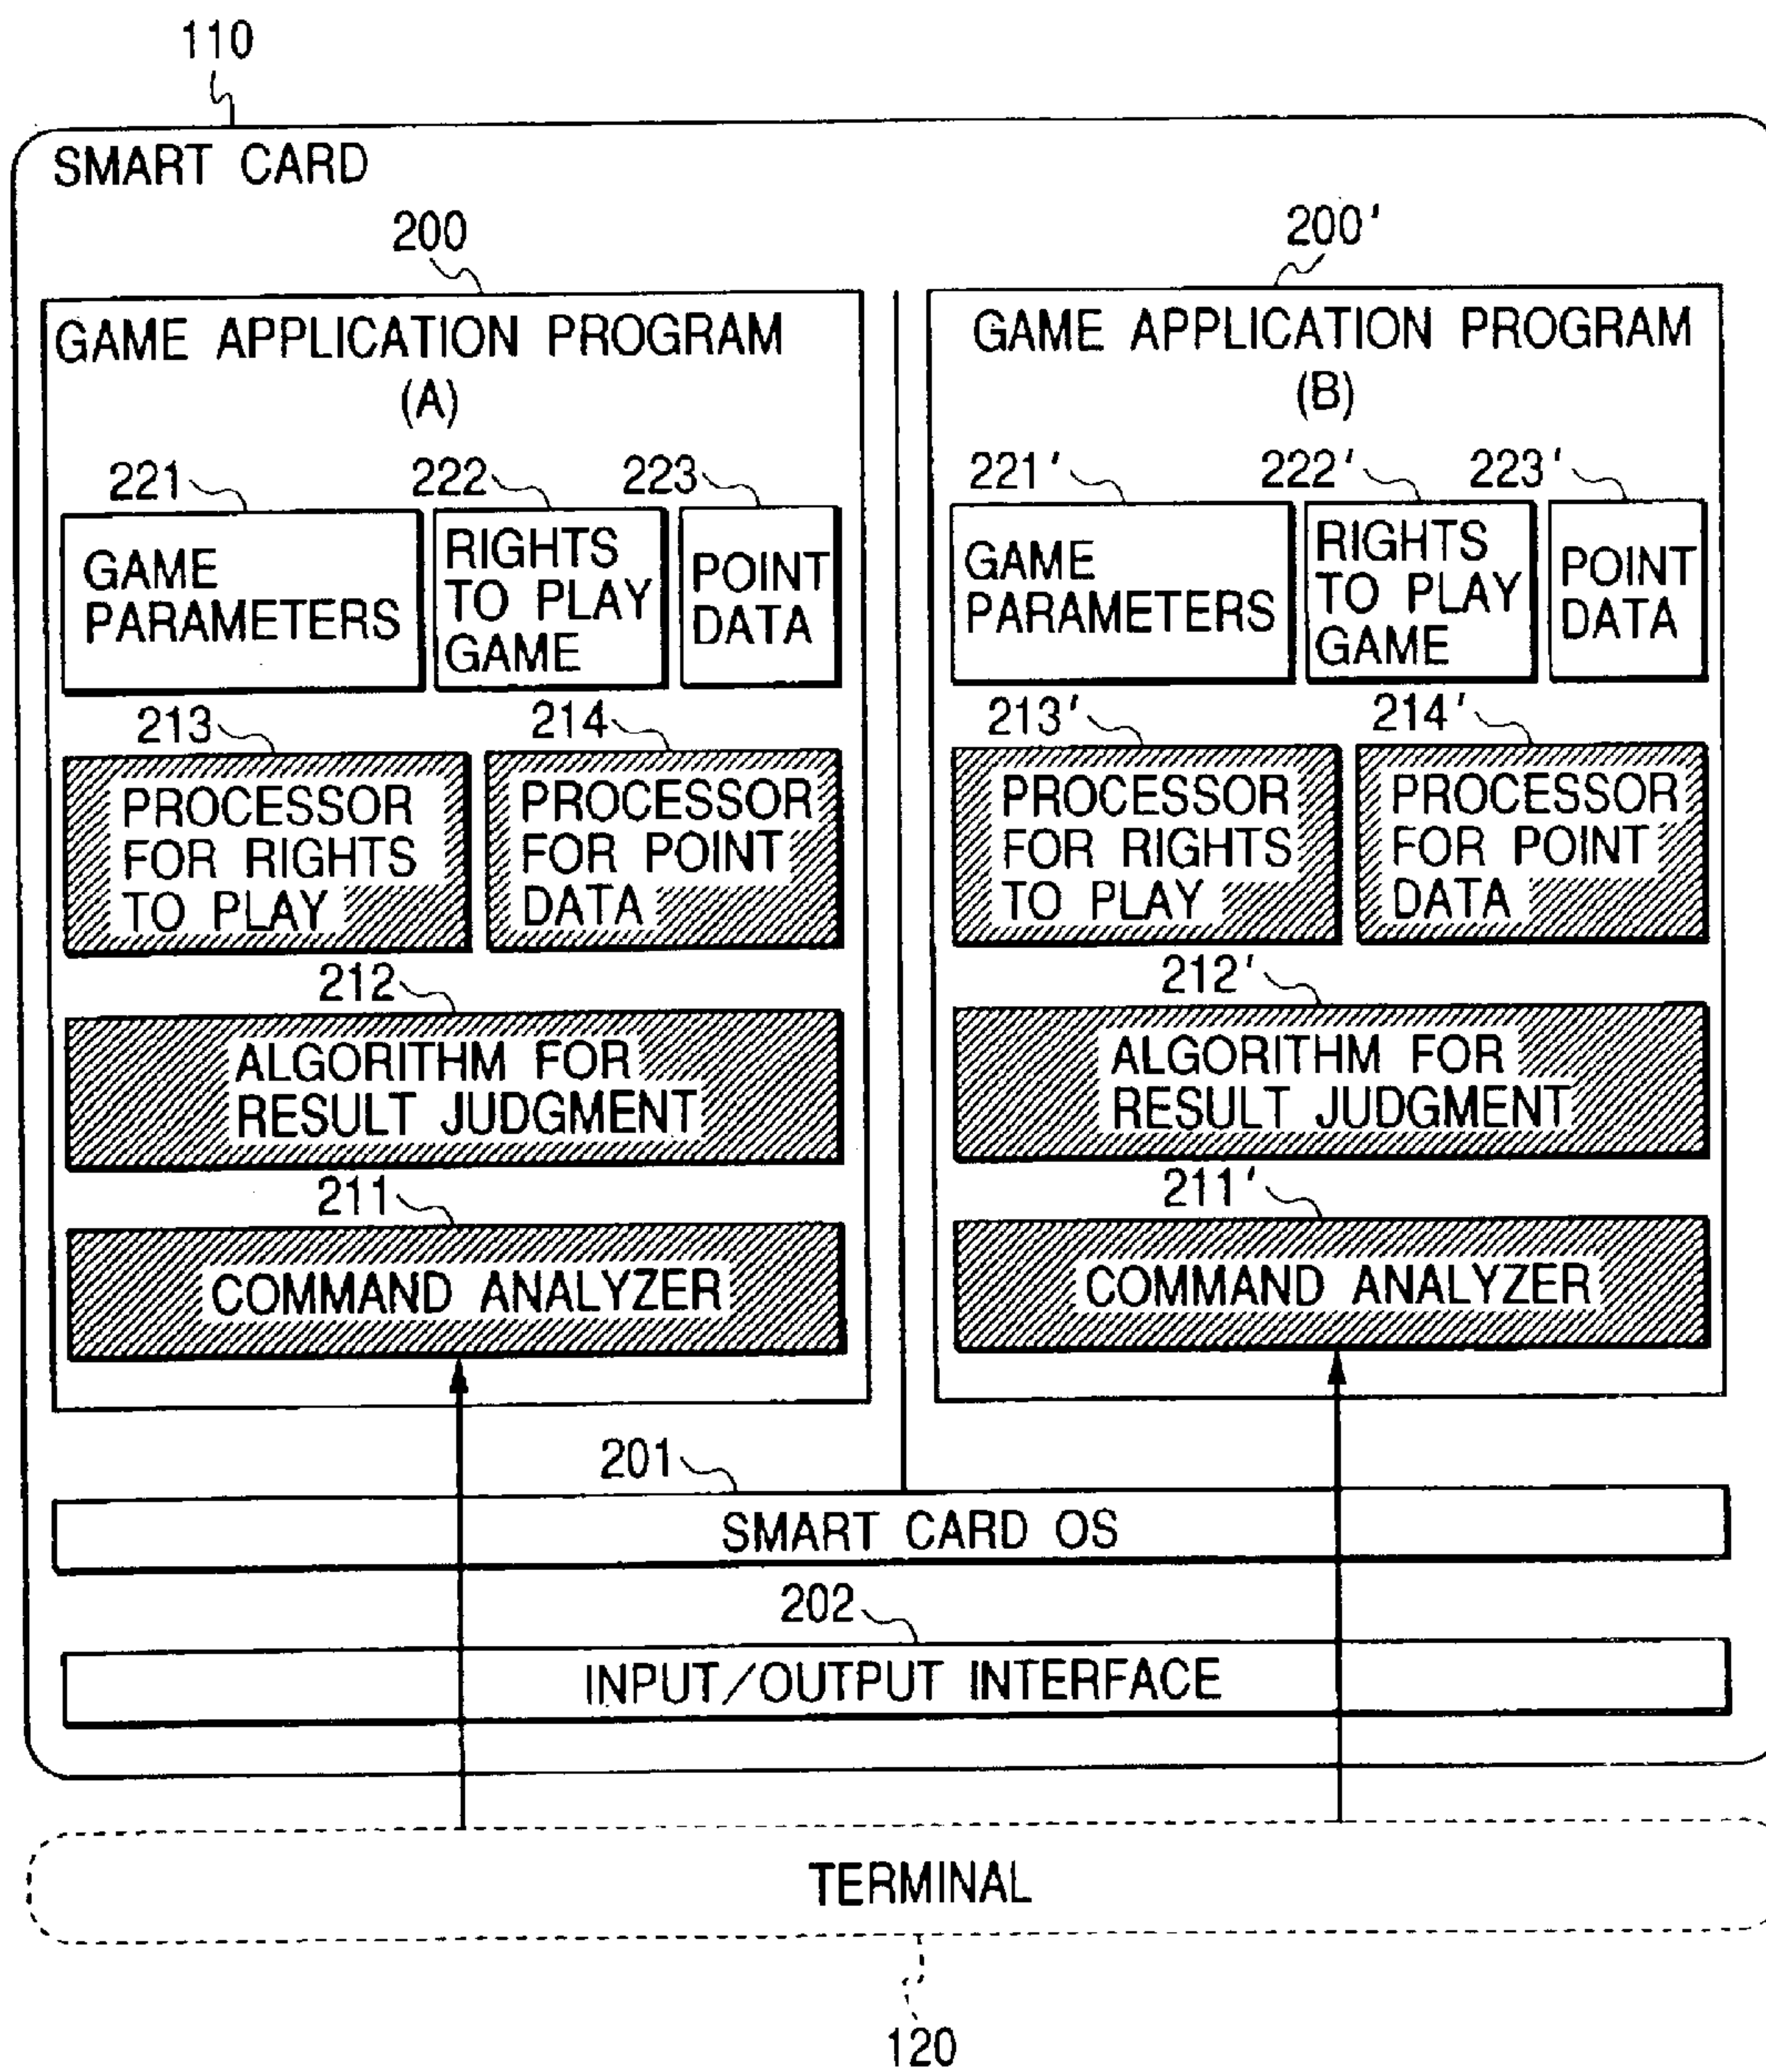 110
SMART CARD
200
GAME APPLICATION PROGRAM
(A)
221
222
223
GAME
PARAMETERS
RIGHTS
TO PLAY
GAME
POINT
DATA
213
214
PROCESSOR
FOR RIGHTS
TO PLAY
PROCESSOR
FOR POINT
DATA
212
ALGORITHM FOR
RESULT JUDGMENT
211
COMMAND ANALYZER
200'
GAME APPLICATION PROGRAM
(B)
221'
222'
223'
GAME
PARAMETERS
RIGHTS
TO PLAY
GAME
POINT
DATA
213'
214'
PROCESSOR
FOR RIGHTS
TO PLAY
PROCESSOR
FOR POINT
DATA
212'
ALGORITHM FOR
RESULT JUDGMENT
211'
COMMAND ANALYZER
201
SMART CARD OS
202
INPUT/OUTPUT INTERFACE
TERMINAL
120